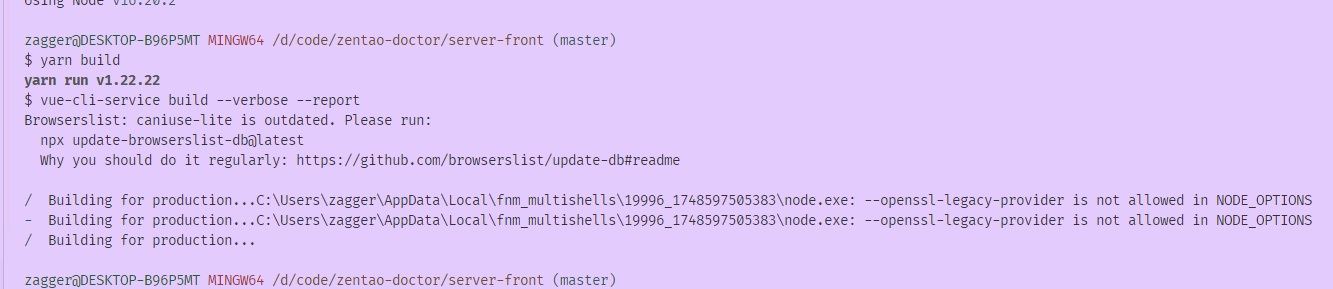 Using Node v16.20.2
zagger@DESKTOP-B96P5MT MINGW64 /d/code/zentao-doctor/server-front (master)
$ yarn build
yarn run v1.22.22
$ vue-cli-service build --verbose --report
Browserslist: caniuse-lite is outdated. Please run:
  npx update-browserslist-db@latest
  Why you should do it regularly: https://github.com/browserslist/update-db#readme
/  Building for production...C:\Users\zagger\AppData\Local\fnm_multishells\19996_1748597505383\node.exe: --openssl-legacy-provider is not allowed in NODE_OPTIONS
-  Building for production...C:\Users\zagger\AppData\Local\fnm_multishells\19996_1748597505383\node.exe: --openssl-legacy-provider is not allowed in NODE_OPTIONS
/  Building for production...
zagger@DESKTOP-B96P5MT MINGW64 /d/code/zentao-doctor/server-front (master)